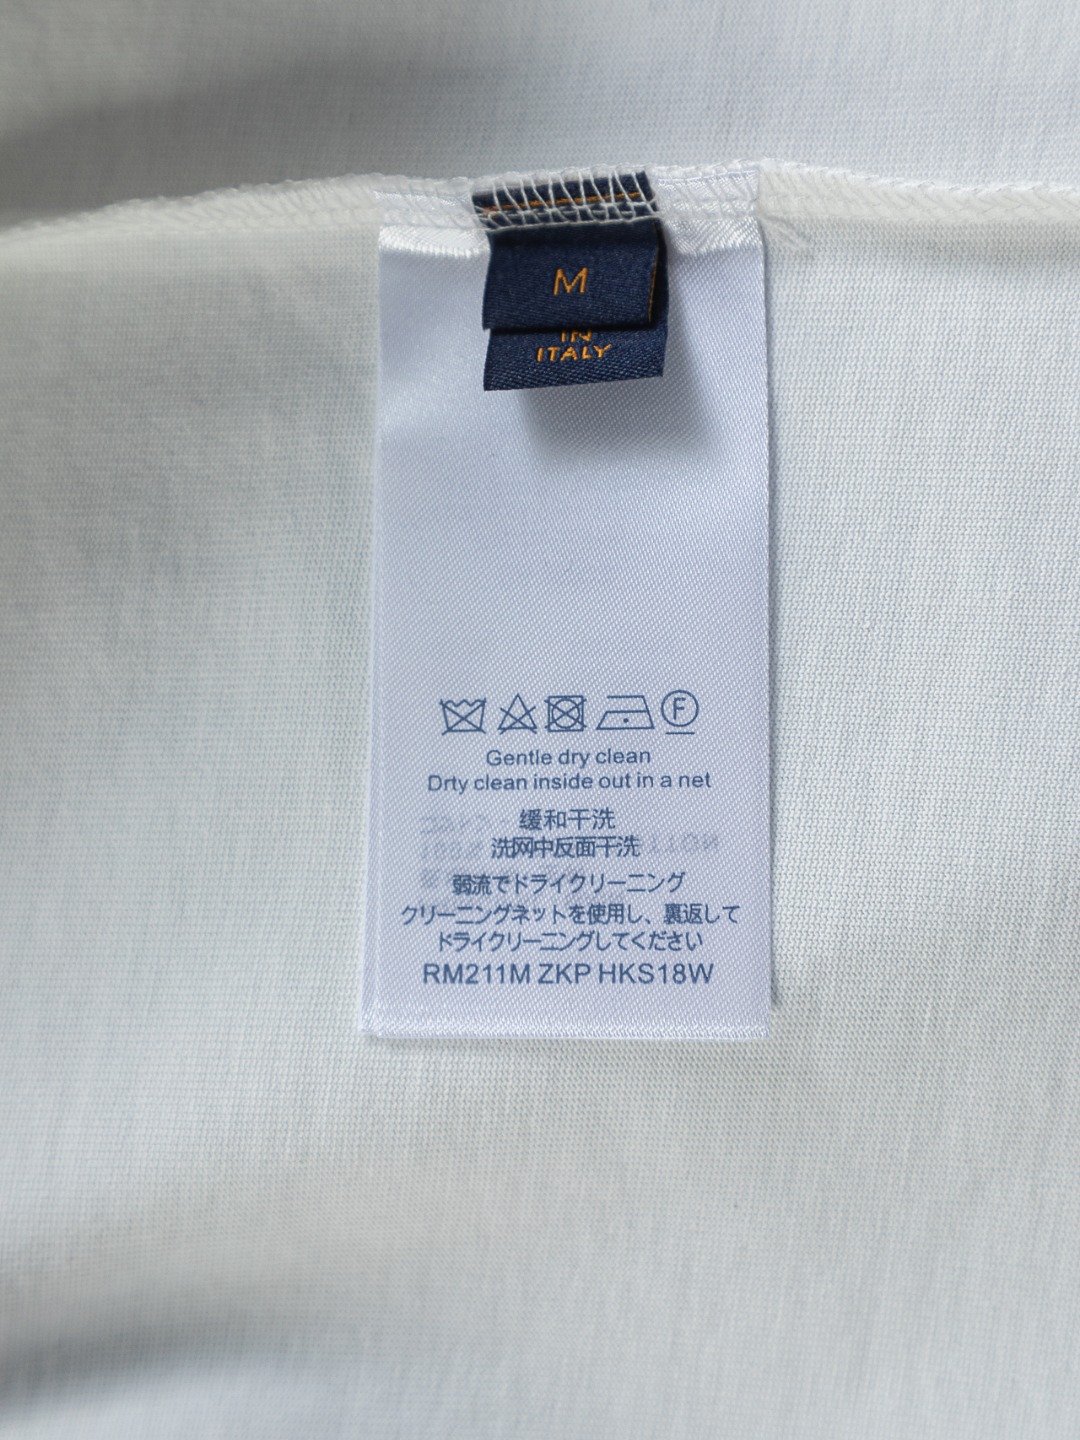 M
IN
ITALY
F
Gentle dry clean
Drty clean inside out in a net
缓和干洗
洗网中反面干洗
弱流でドライクリーニング
クリーニングネットを使用し、裏返して
ドライクリーニングしてください
RM211M ZKP HKS18W